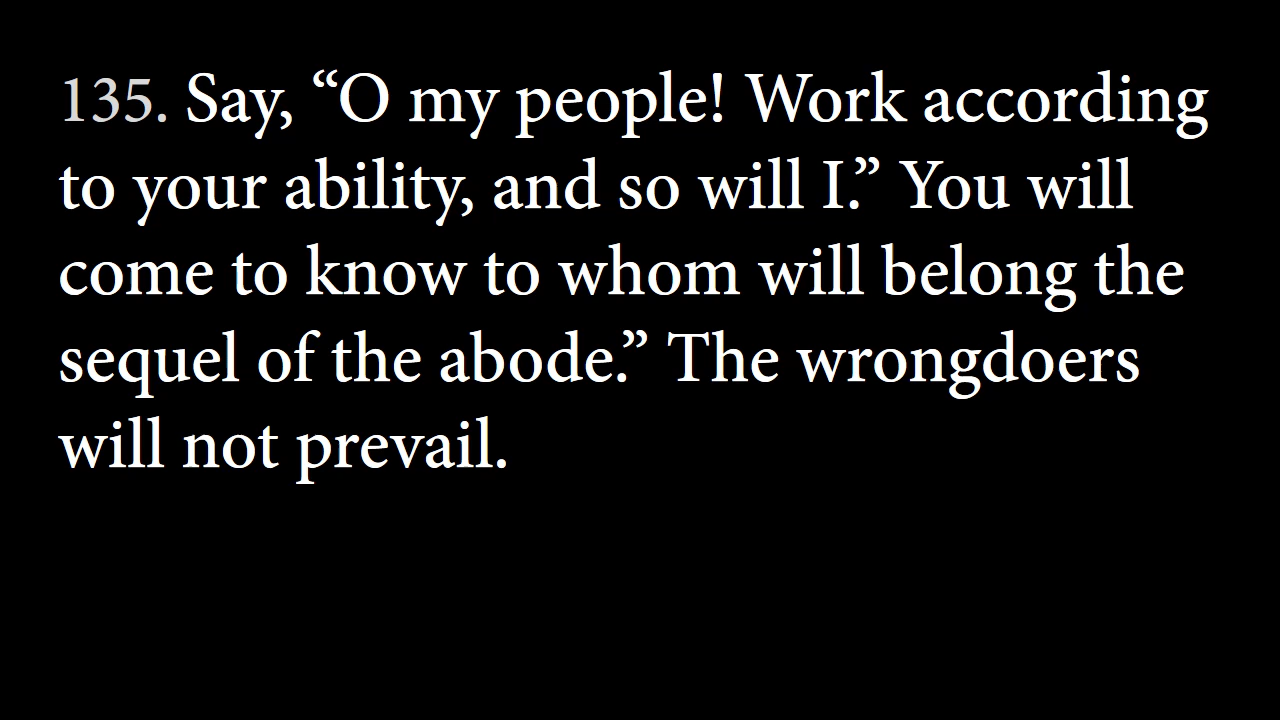 135. Say, “O my people! Work according
to your ability, and so will I.” You will
come to know to whom will belong the
sequel of the abode.” The wrongdoers
will not prevail.